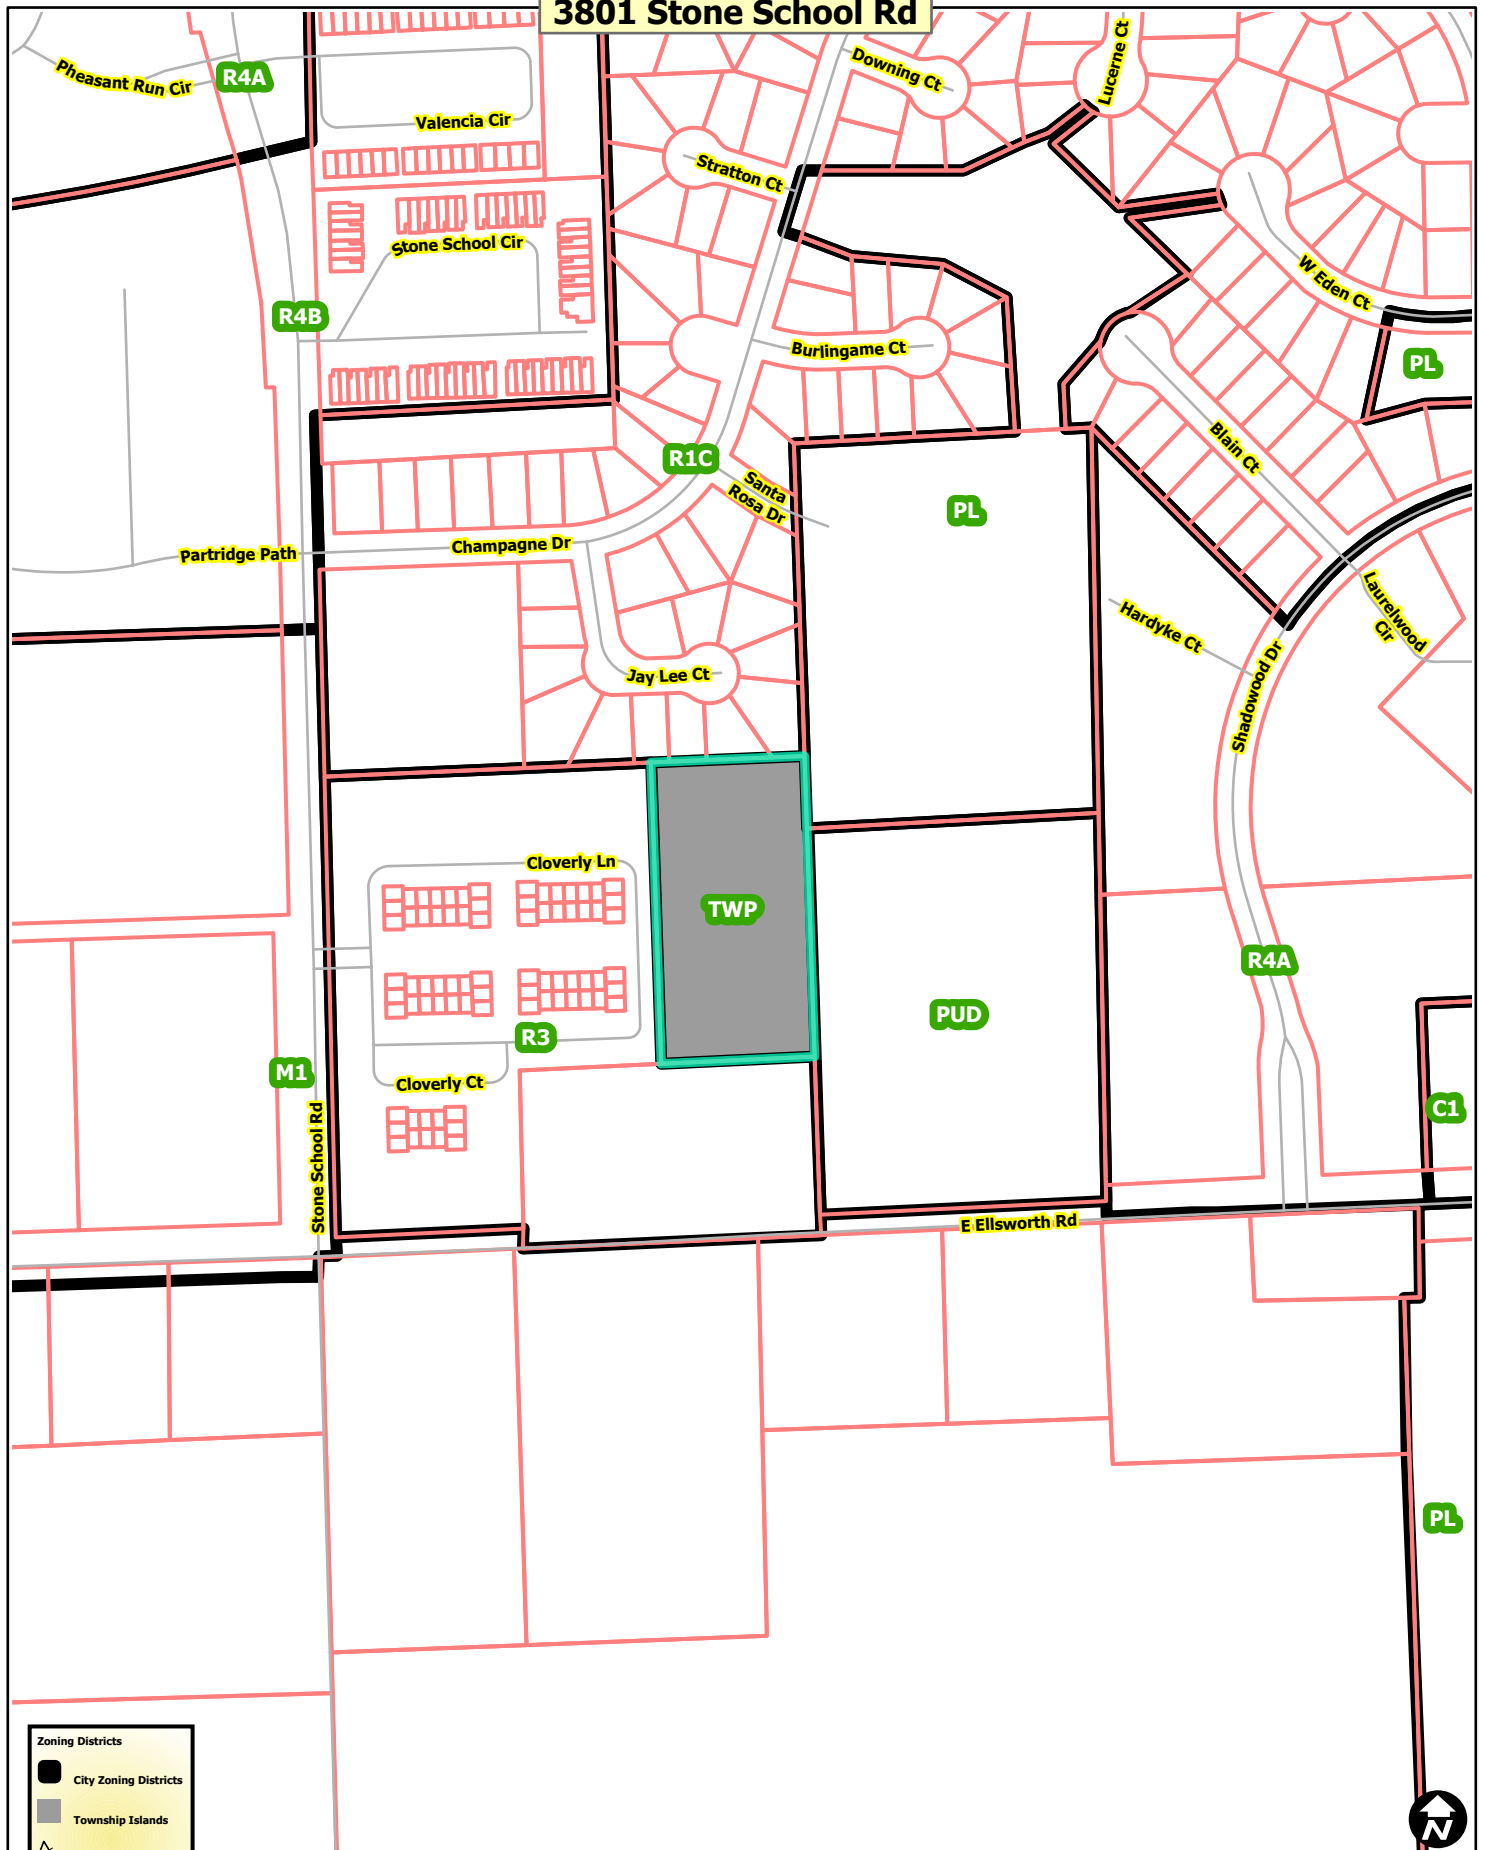 3801 Stone School Rd
Pheasant Run Cir
R4A
Valencia Cir
Downing Ct
Lucerne Ct
Stratton Ct
Stone School Cir
W Eden Ct
R4B
Burlingame Ct
PL
Blain Ct
R1C
Santa
Rosa Dr
PL
Partridge Path
Champagne Dr
Hardyke Ct
Laurelwood
Cir
Shadowood Dr
Jay Lee Ct
Cloverly Ln
TWP
R4A
PUD
R3
M1
Cloverly Ct
C1
Stone School Rd
E Ellsworth Rd
PL
Zoning Districts
City Zoning Districts
Township Islands
N